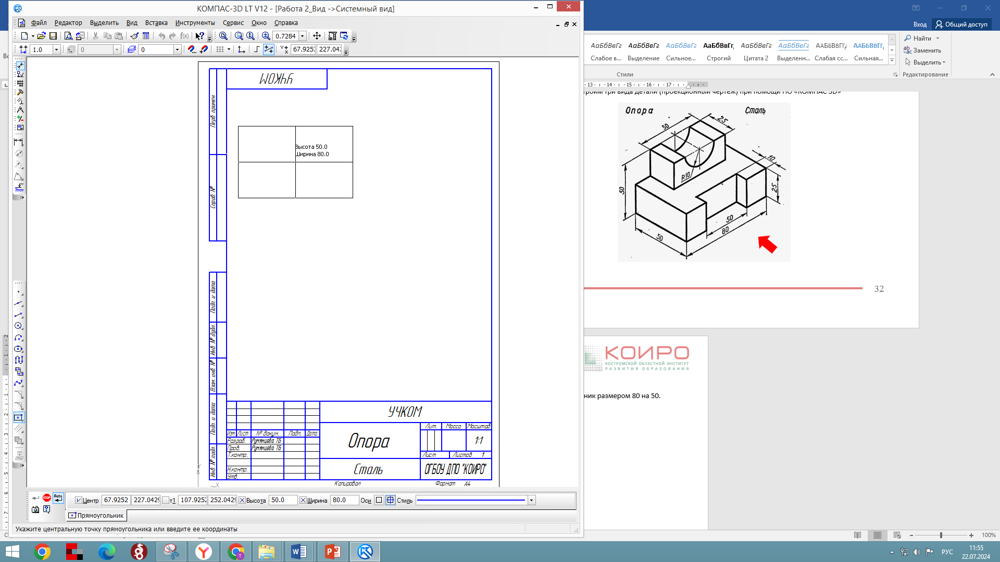 КОМПАС-3D LT V12 - [Работа 2_Вид ->Системный вид]
Файл Редактор Выделить Вид Вставка Инструменты Сервис Окно Справка
0.7284
1.0 0 0 67.925 227.04
УЧКОМ
Перв. примен.
Справ. №
Высота 50.0
Ширина 80.0
Подп. и дата
Инв. № дубл.
Взам. инв. №
Подп. и дата
Инв. № подл.
УЧКОМ
Лит. Масса Масштаб
Изм. Лист № докум. Подп. Дата
Разраб. Румянцева ТБ
Пров. Румянцева ТБ
Т.контр.
Н.контр.
Утв.
Опора
1:1
Лист Листов 1
Сталь
ОГБОУ ДПО "КОИРО"
Копировал Формат А4
X
Auto
STOP
Центр 67.9252 227.0429 т1 107.925 252.0429 Высота 50.0 Ширина 80.0 Оси Стиль
Прямоугольник
Укажите центральную точку прямоугольника или введите ее координаты
Вход Общий доступ
АаБбВвГг АаБбВвГг АаБбВвГг АаБбВвГг АаБбВвГг АаБбВвГг ААББВВГГ ААББВВГГ
Слабое в... Выделение Сильное... Строгий Цитата 2 Выделенн... Слабая сс... Сильная...
Стили
Найти
Заменить
Выделить
Редактирование
13 14 15 16 17
роим три вида детали (проекционный чертеж) при помощи ПО «КОМПАС 3D»
Опора Сталь
50 25
10
R10
50
25
50
80
50
32
КОИРО
КОСТРОМСКОЙ ОБЛАСТНОЙ ИНСТИТУТ
РАЗВИТИЯ ОБРАЗОВАНИЯ
ник размером 80 на 50.
100%
РУС
11:55
22.07.2024